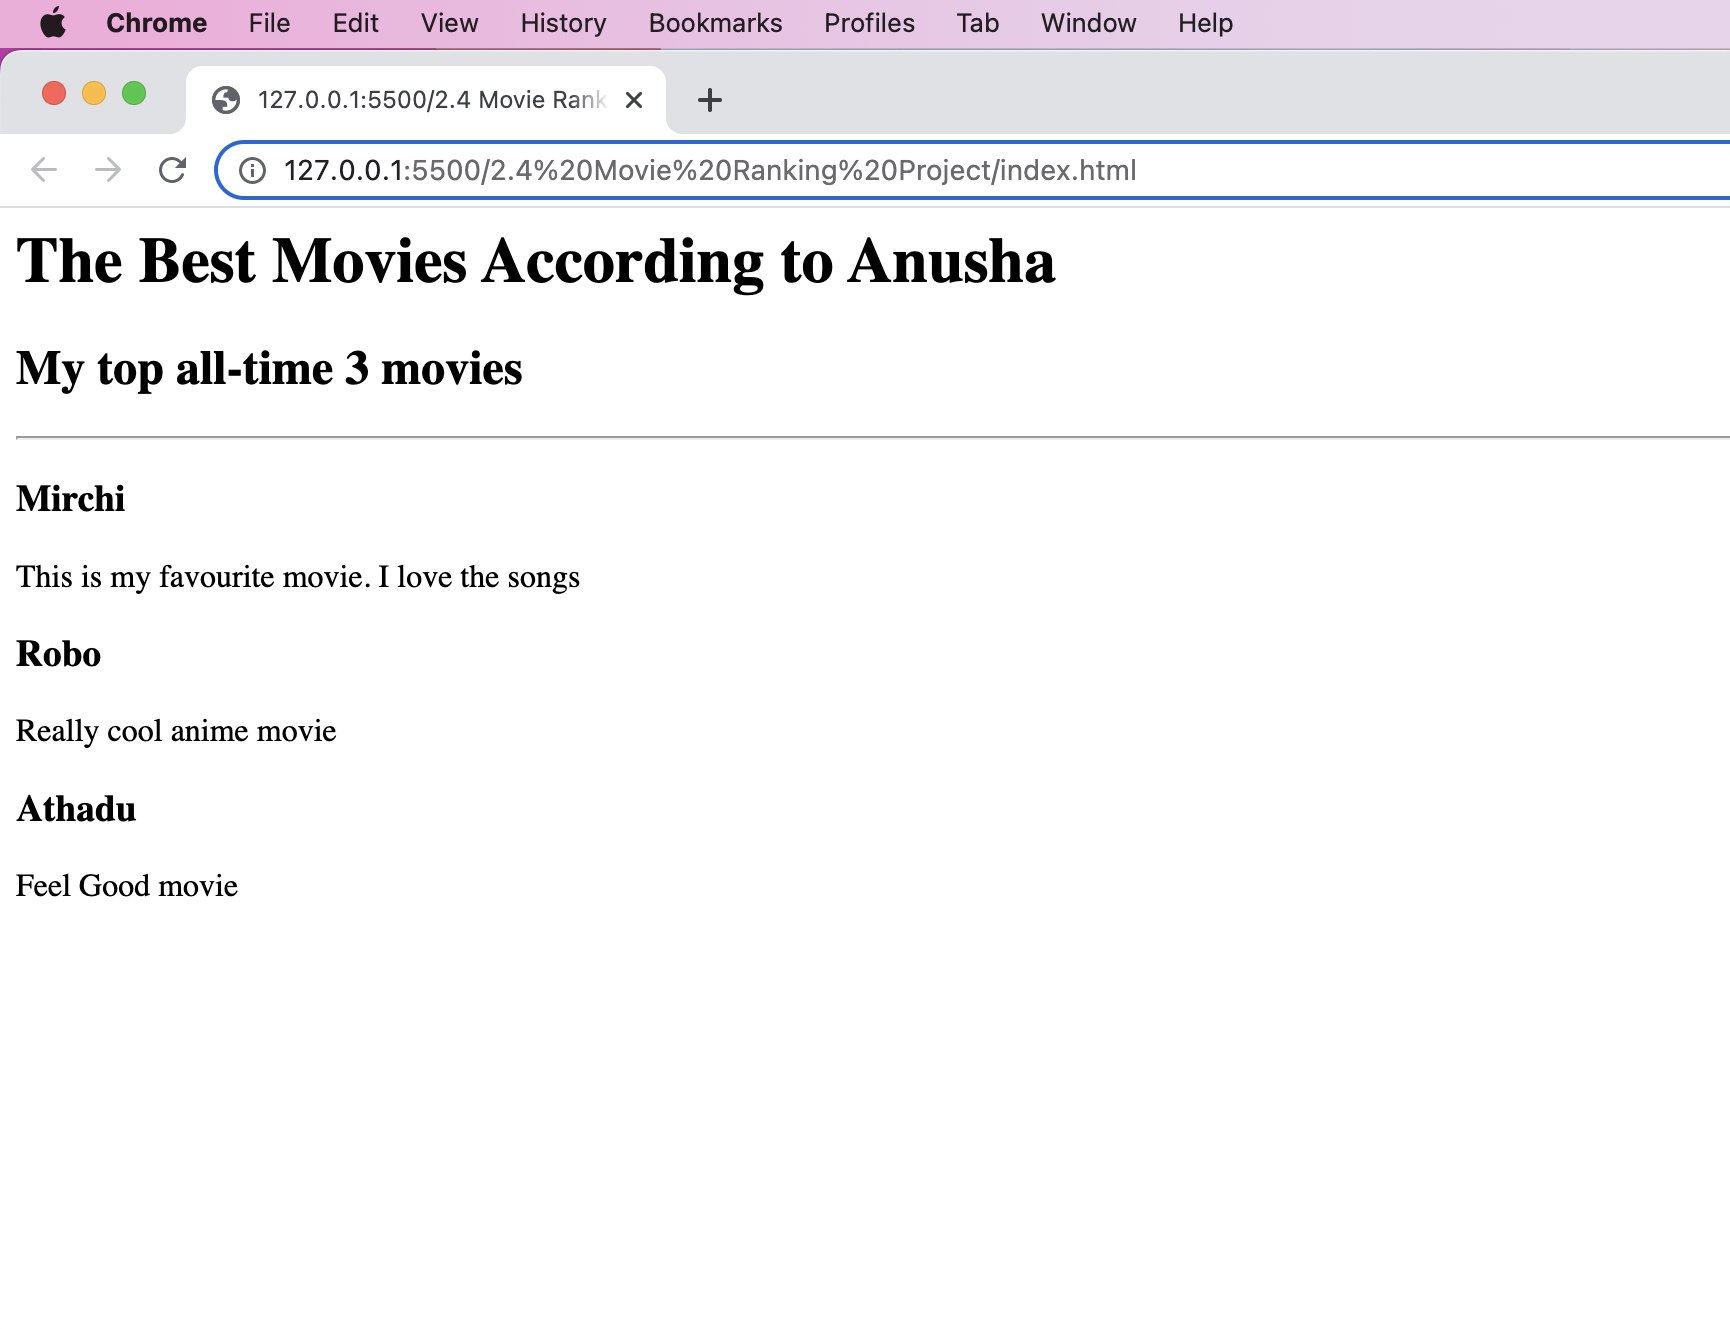 Chrome File Edit View History Bookmarks Profiles Tab Window Help
127.0.0.1:5500/2.4 Movie Rank
127.0.0.1:5500/2.4%20Movie%20Ranking%20Project/index.html
The Best Movies According to Anusha
My top all-time 3 movies
Mirchi
This is my favourite movie. I love the songs
Robo
Really cool anime movie
Athadu
Feel Good movie